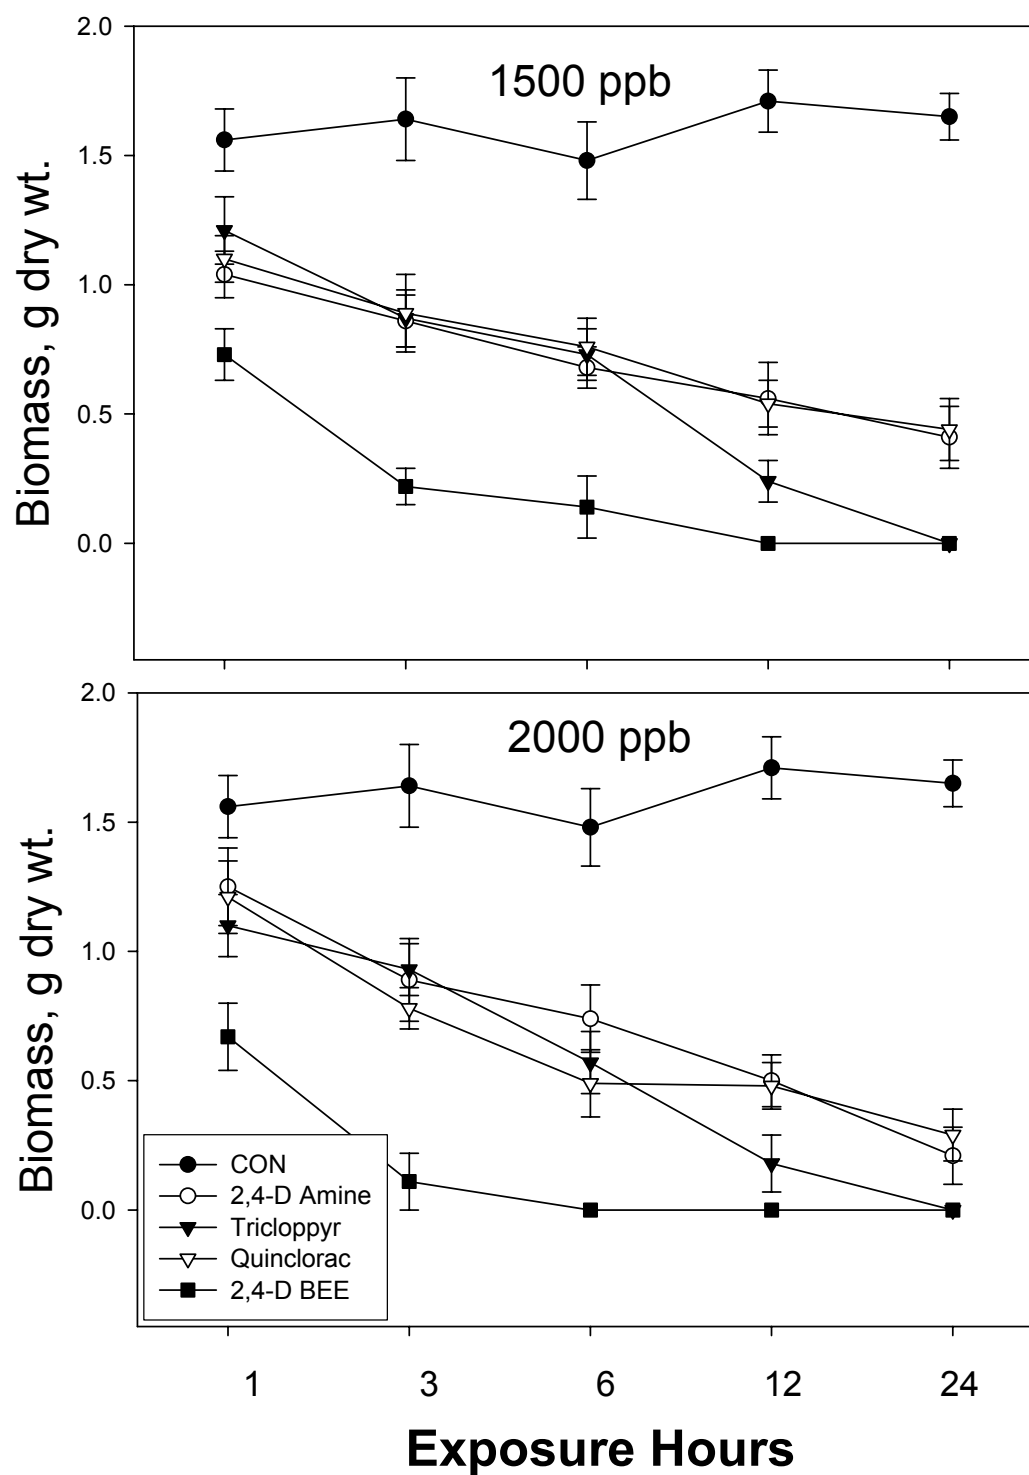 1500 ppb
2.0
1.5
1.0
0.5
0.0
Biomass, g dry wt.
2000 ppb
2.0
1.5
1.0
0.5
0.0
Biomass, g dry wt.
CON
2,4-D Amine
Tricloppyr
Quinclorac
2,4-D BEE
1 3 6 12 24
Exposure Hours